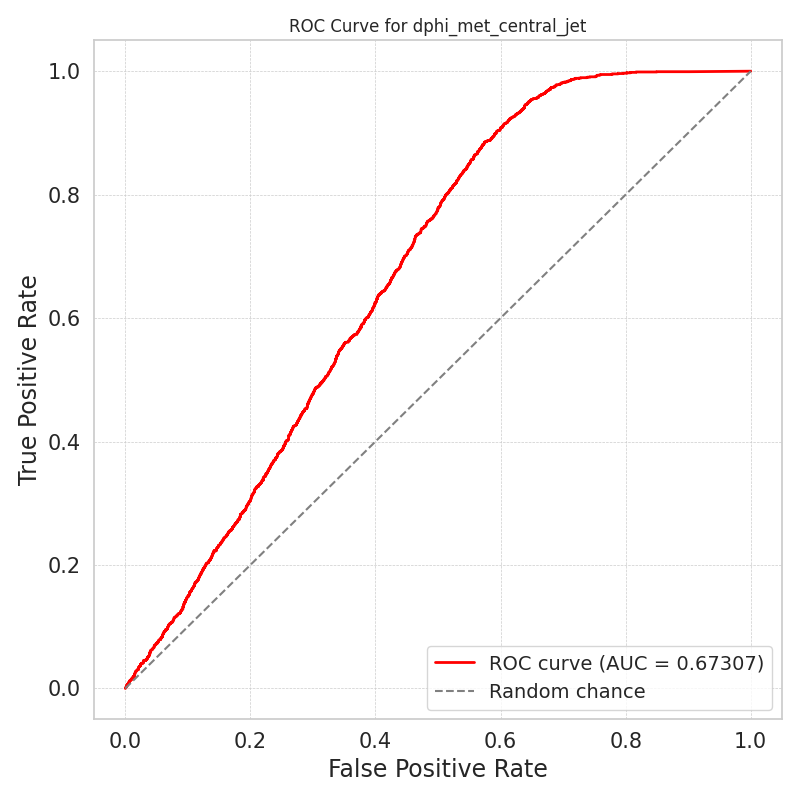 ROC Curve for dphi_met_central_jet
True Positive Rate
1.0
0.8
0.6
0.4
0.2
0.0
ROC curve (AUC = 0.67307)
Random chance
0.0 0.2 0.4 0.6 0.8 1.0
False Positive Rate